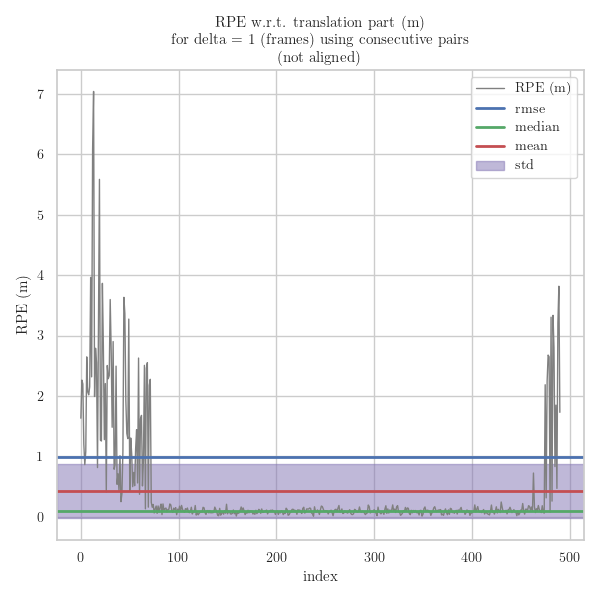 RPE w.r.t. translation part (m)
for delta = 1 (frames) using consecutive pairs
(not aligned)
RPE (m)
rmse
median
mean
std
7
6
5
4
3
2
1
0
RPE (m)
0
100
200
300
400
500
index